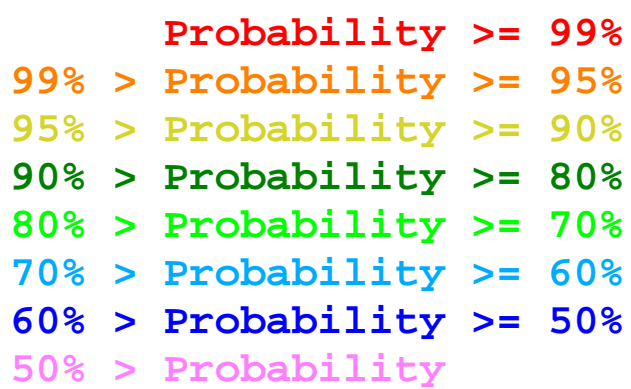 Probability >= 99%
99% > Probability >= 95%
95% > Probability >= 90%
90% > Probability >= 80%
80% > Probability >= 70%
70% > Probability >= 60%
60% > Probability >= 50%
50% > Probability